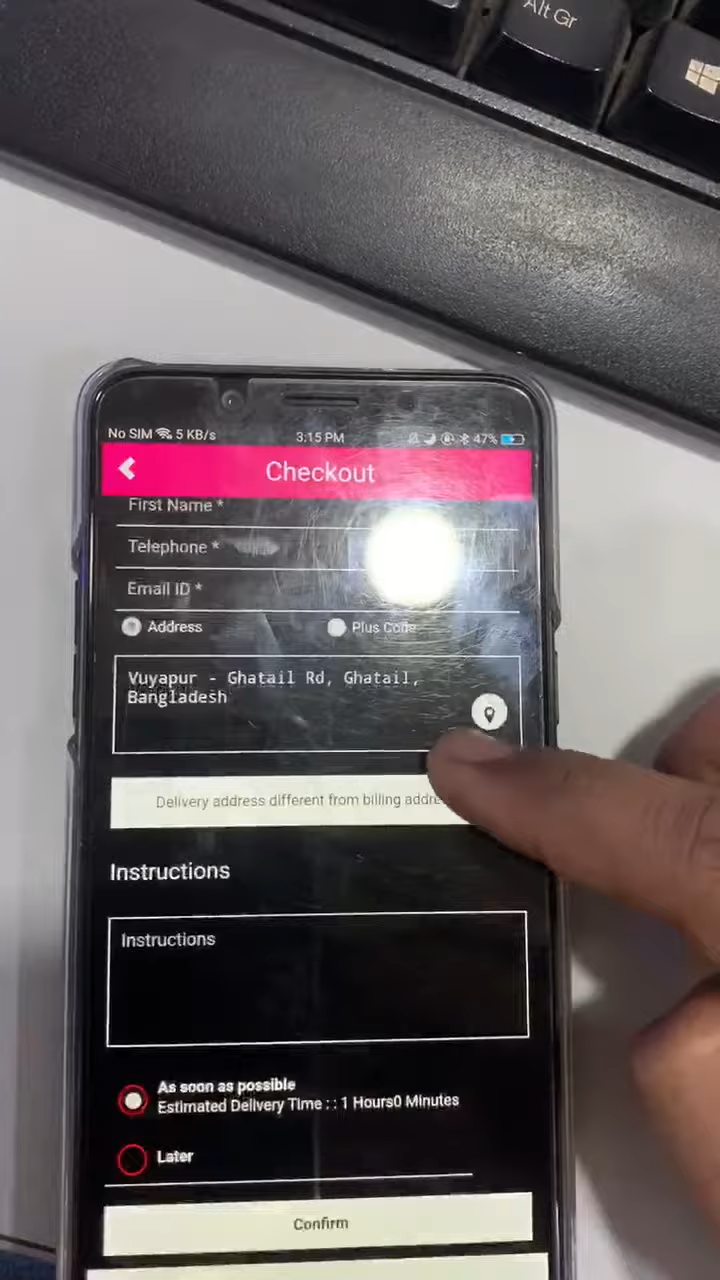 Alt Gr
No SIM 5 KB/s 3:15 PM 47%
Checkout
First Name *
Telephone *
Email ID *
Address Plus Code
Vuyapur - Ghatail Rd, Ghatail,
Bangladesh
Delivery address different from billing addre
Instructions
Instructions
As soon as possible
Estimated Delivery Time : : 1 Hours0 Minutes
Later
Confirm